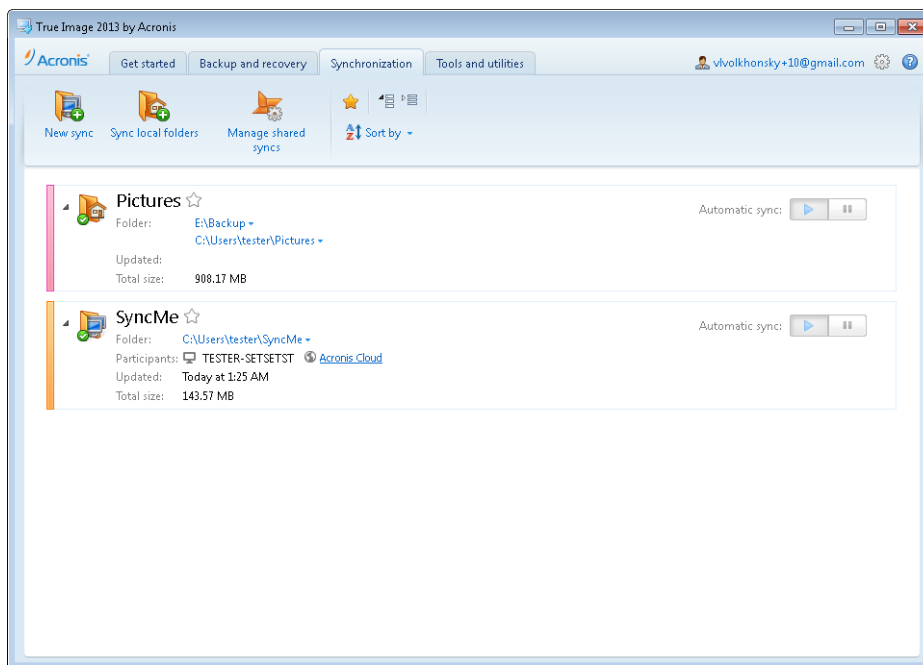 True Image 2013 by Acronis
Acronis
Get started
Backup and recovery
Synchronization
Tools and utilities
vlvolkhonsky+10@gmail.com
New sync
Sync local folders
Manage shared
syncs
Sort by
Pictures
Automatic sync:
Folder: E:\Backup
C:\Users\tester\Pictures
Updated:
Total size: 908.17 MB
SyncMe
Automatic sync:
Folder: C:\Users\tester\SyncMe
Participants: TESTER-SETSETST Acronis Cloud
Updated: Today at 1:25 AM
Total size: 143.57 MB